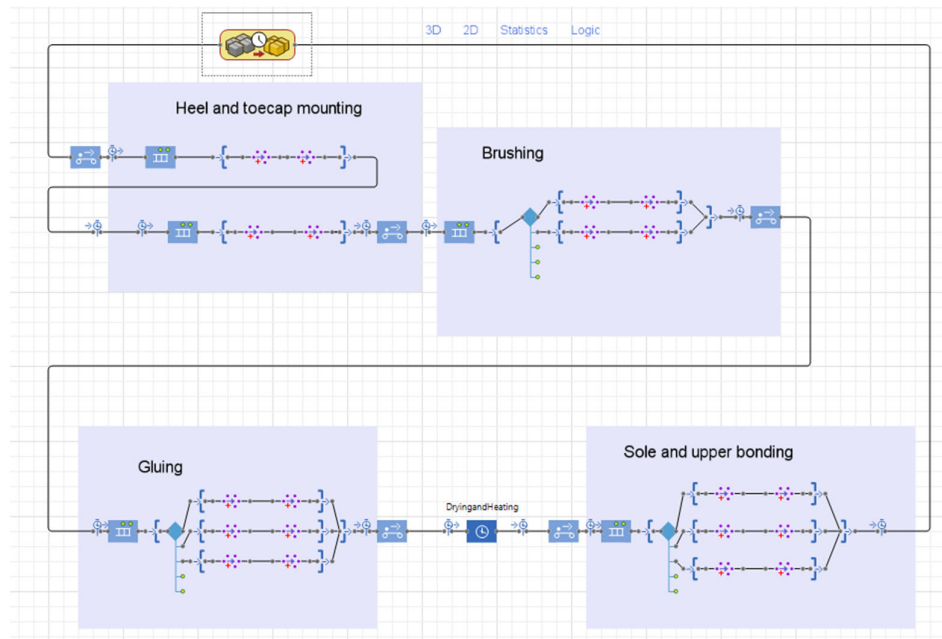 3D 2D Statistics Logic
Heel and toecap mounting
Brushing
Gluing
DryingandHeating
Sole and upper bonding